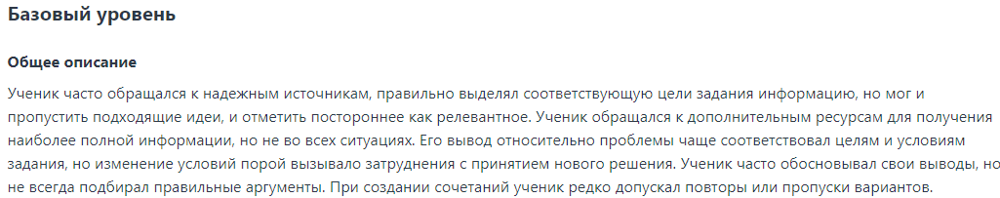 Базовый уровень
Общее описание
Ученик часто обращался к надежным источникам, правильно выделял соответствующую цели задания информацию, но мог и
пропустить подходящие идеи, и отметить постороннее как релевантное. Ученик обращался к дополнительным ресурсам для получения
наиболее полной информации, но не во всех ситуациях. Его вывод относительно проблемы чаще соответствовал целям и условиям
задания, но изменение условий порой вызывало затруднения с принятием нового решения. Ученик часто обосновывал свои выводы, но
не всегда подбирал правильные аргументы. При создании сочетаний ученик редко допускал повторы или пропуски вариантов.